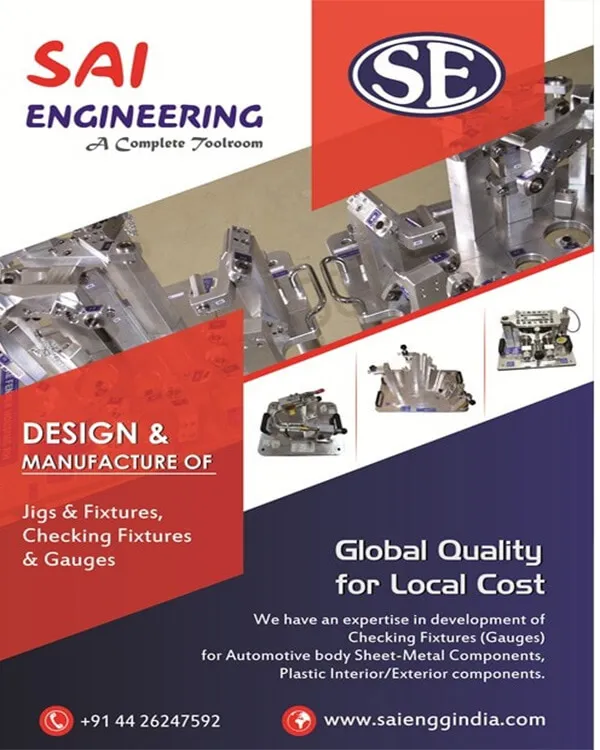 SAI
ENGINEERING
A Complete Toolroom
SE
DESIGN &
MANUFACTURE OF
Jigs & Fixtures,
Checking Fixtures
& Gauges
Global Quality
for Local Cost
We have an expertise in development of
Checking Fixtures (Gauges)
for Automotive body Sheet-Metal Components,
Plastic Interior/Exterior components.
+91 44 26247592
www.saienggindia.com